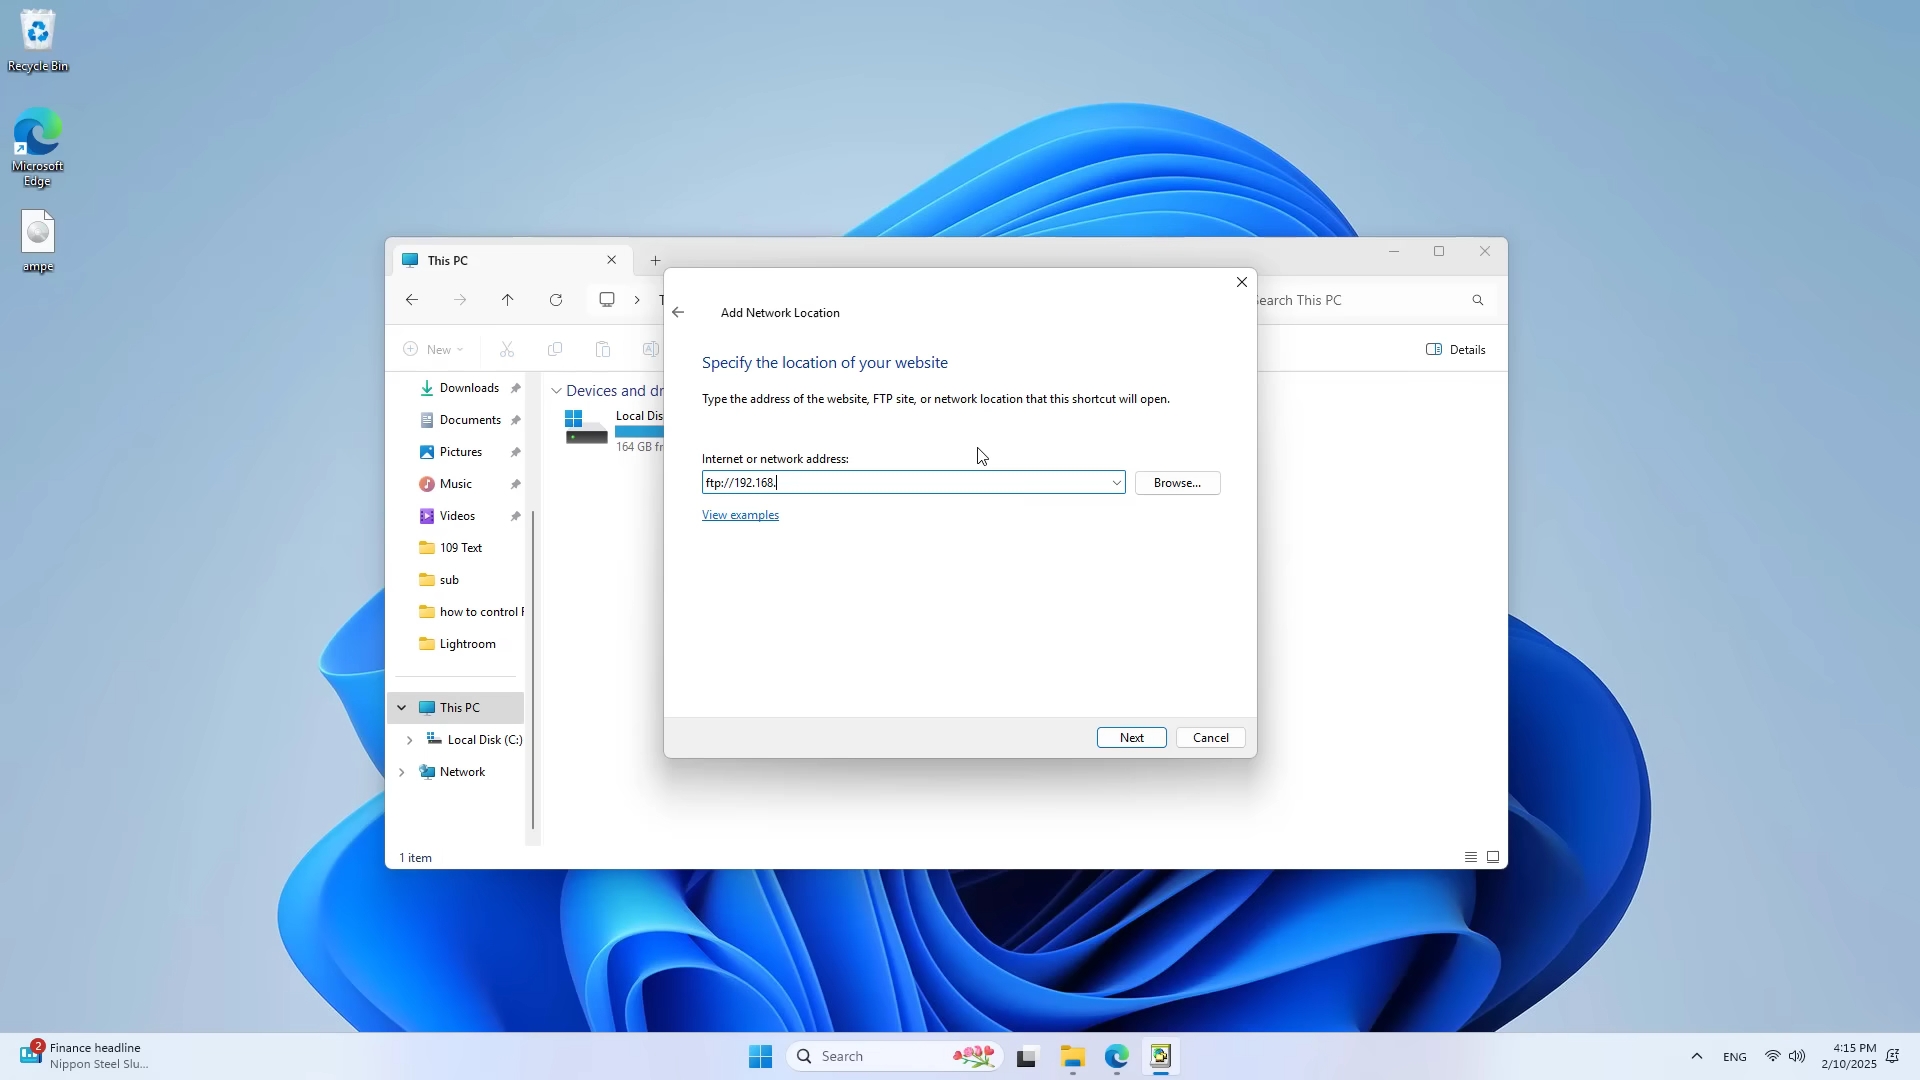 Recycle Bin
Microsoft
Edge
ampe
This PC
Search This PC
New
Details
Downloads
Documents
Pictures
Music
Videos
109 Text
sub
how to control
Lightroom
This PC
Local Disk (C:)
Network
1 item
Devices and dr
Local Dis
164 GB fr
Add Network Location
Specify the location of your website
Type the address of the website, FTP site, or network location that this shortcut will open.
Internet or network address:
ftp://192.168.
Browse...
View examples
Next
Cancel
2
Finance headline
Nippon Steel Slu...
Search
ENG
4:15 PM
2/10/2025